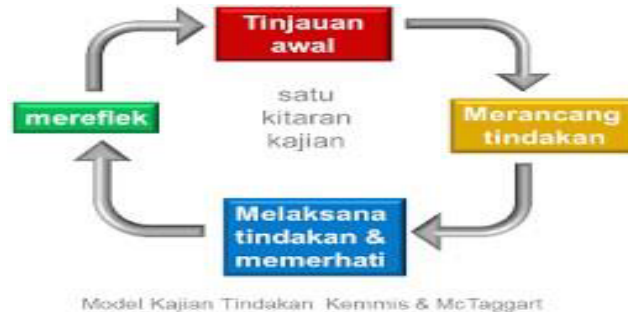 Tinjauan
awal
Merancang
tindakan
Melaksana
tindakan &
memerhati
mereflek
satu
kitaran
kajian
Model Kajian Tindakan Kemmis & McTaggart